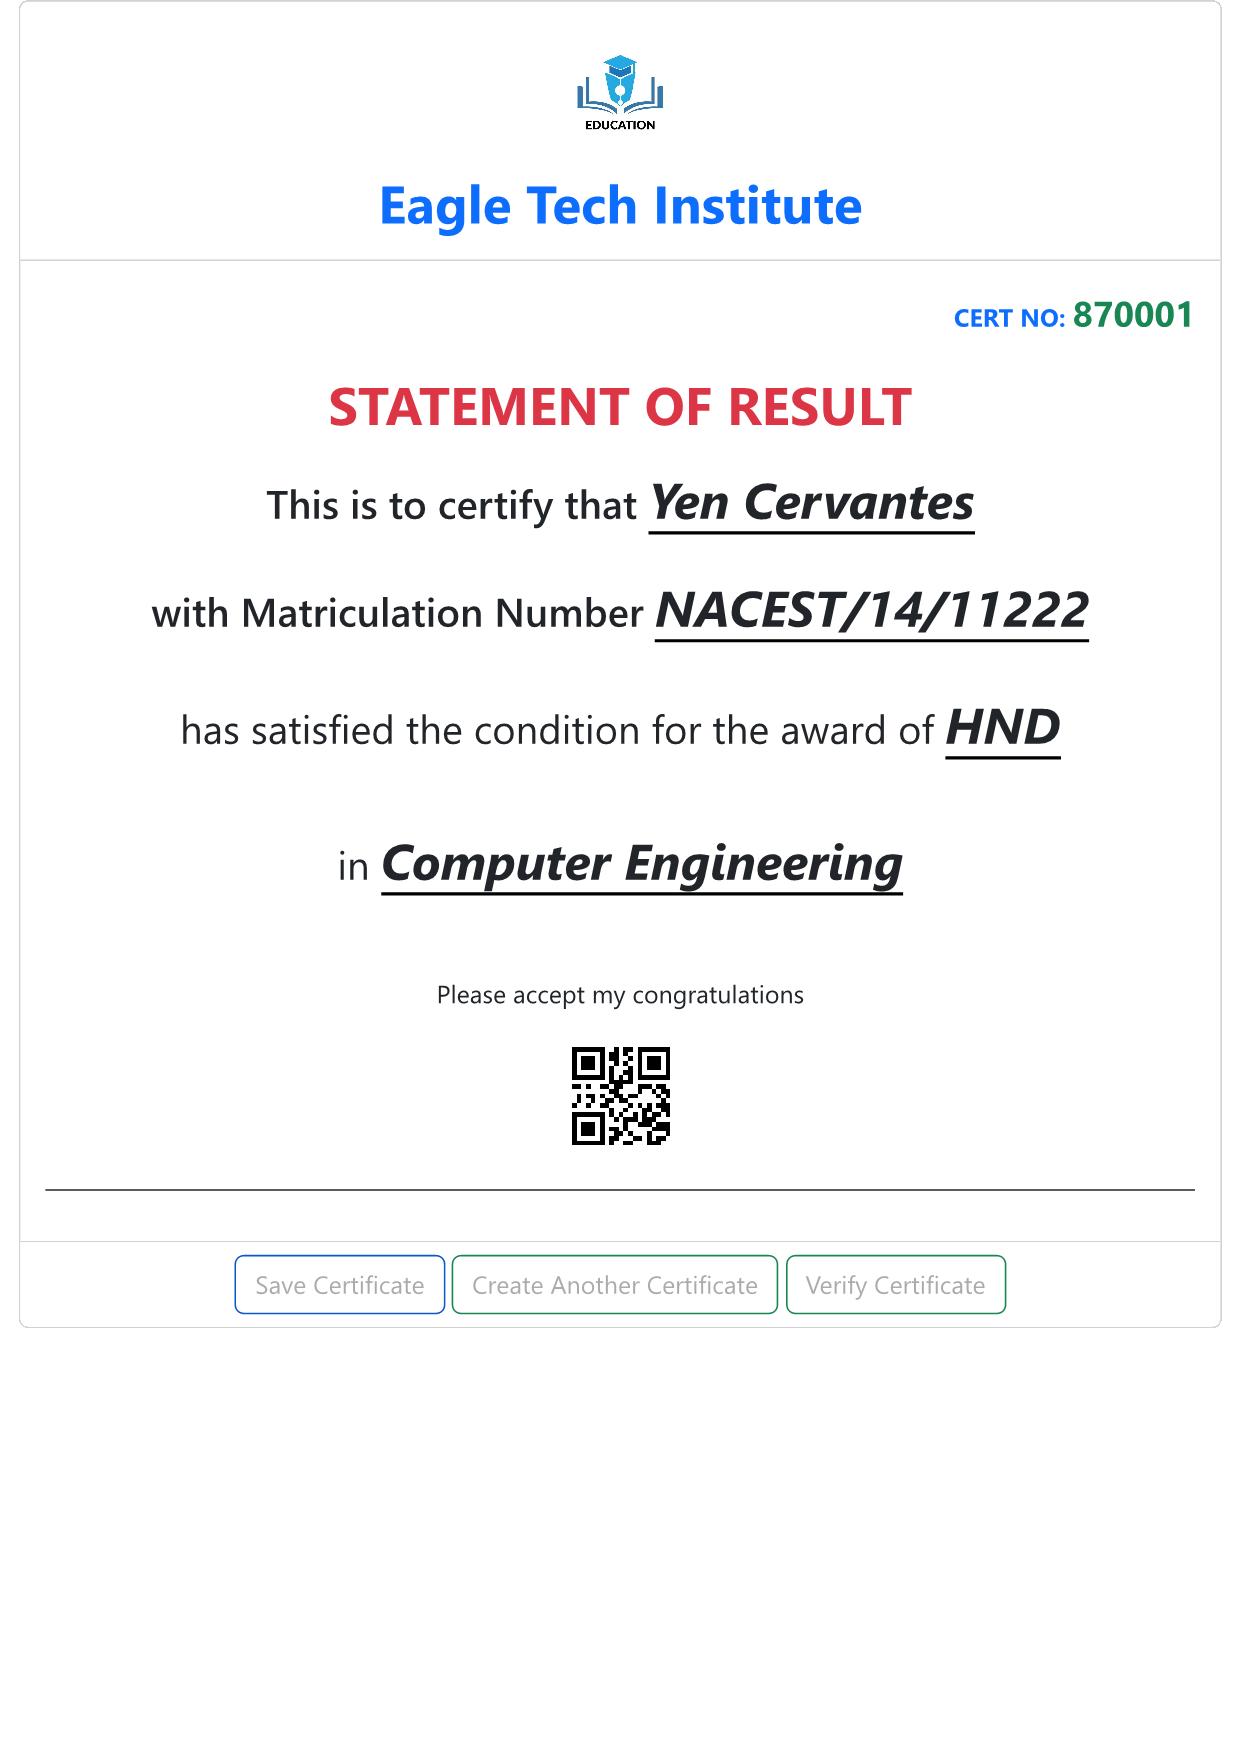 EDUCATION
Eagle Tech Institute
CERT NO: 870001
STATEMENT OF RESULT
This is to certify that Yen Cervantes
with Matriculation Number NACEST/14/11222
has satisfied the condition for the award of HND
in Computer Engineering
Please accept my congratulations
Save Certificate Create Another Certificate Verify Certificate